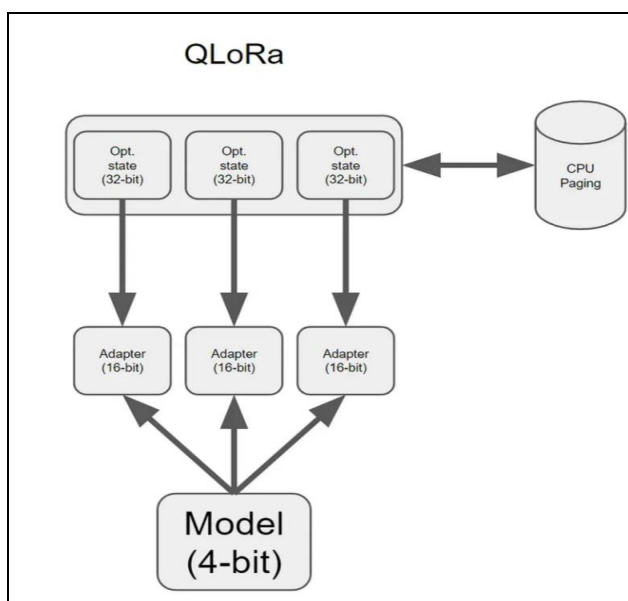 QLoRa
Opt.
state
(32-bit)
Opt.
state
(32-bit)
Opt.
state
(32-bit)
CPU
Paging
Adapter
(16-bit)
Adapter
(16-bit)
Adapter
(16-bit)
Model
(4-bit)